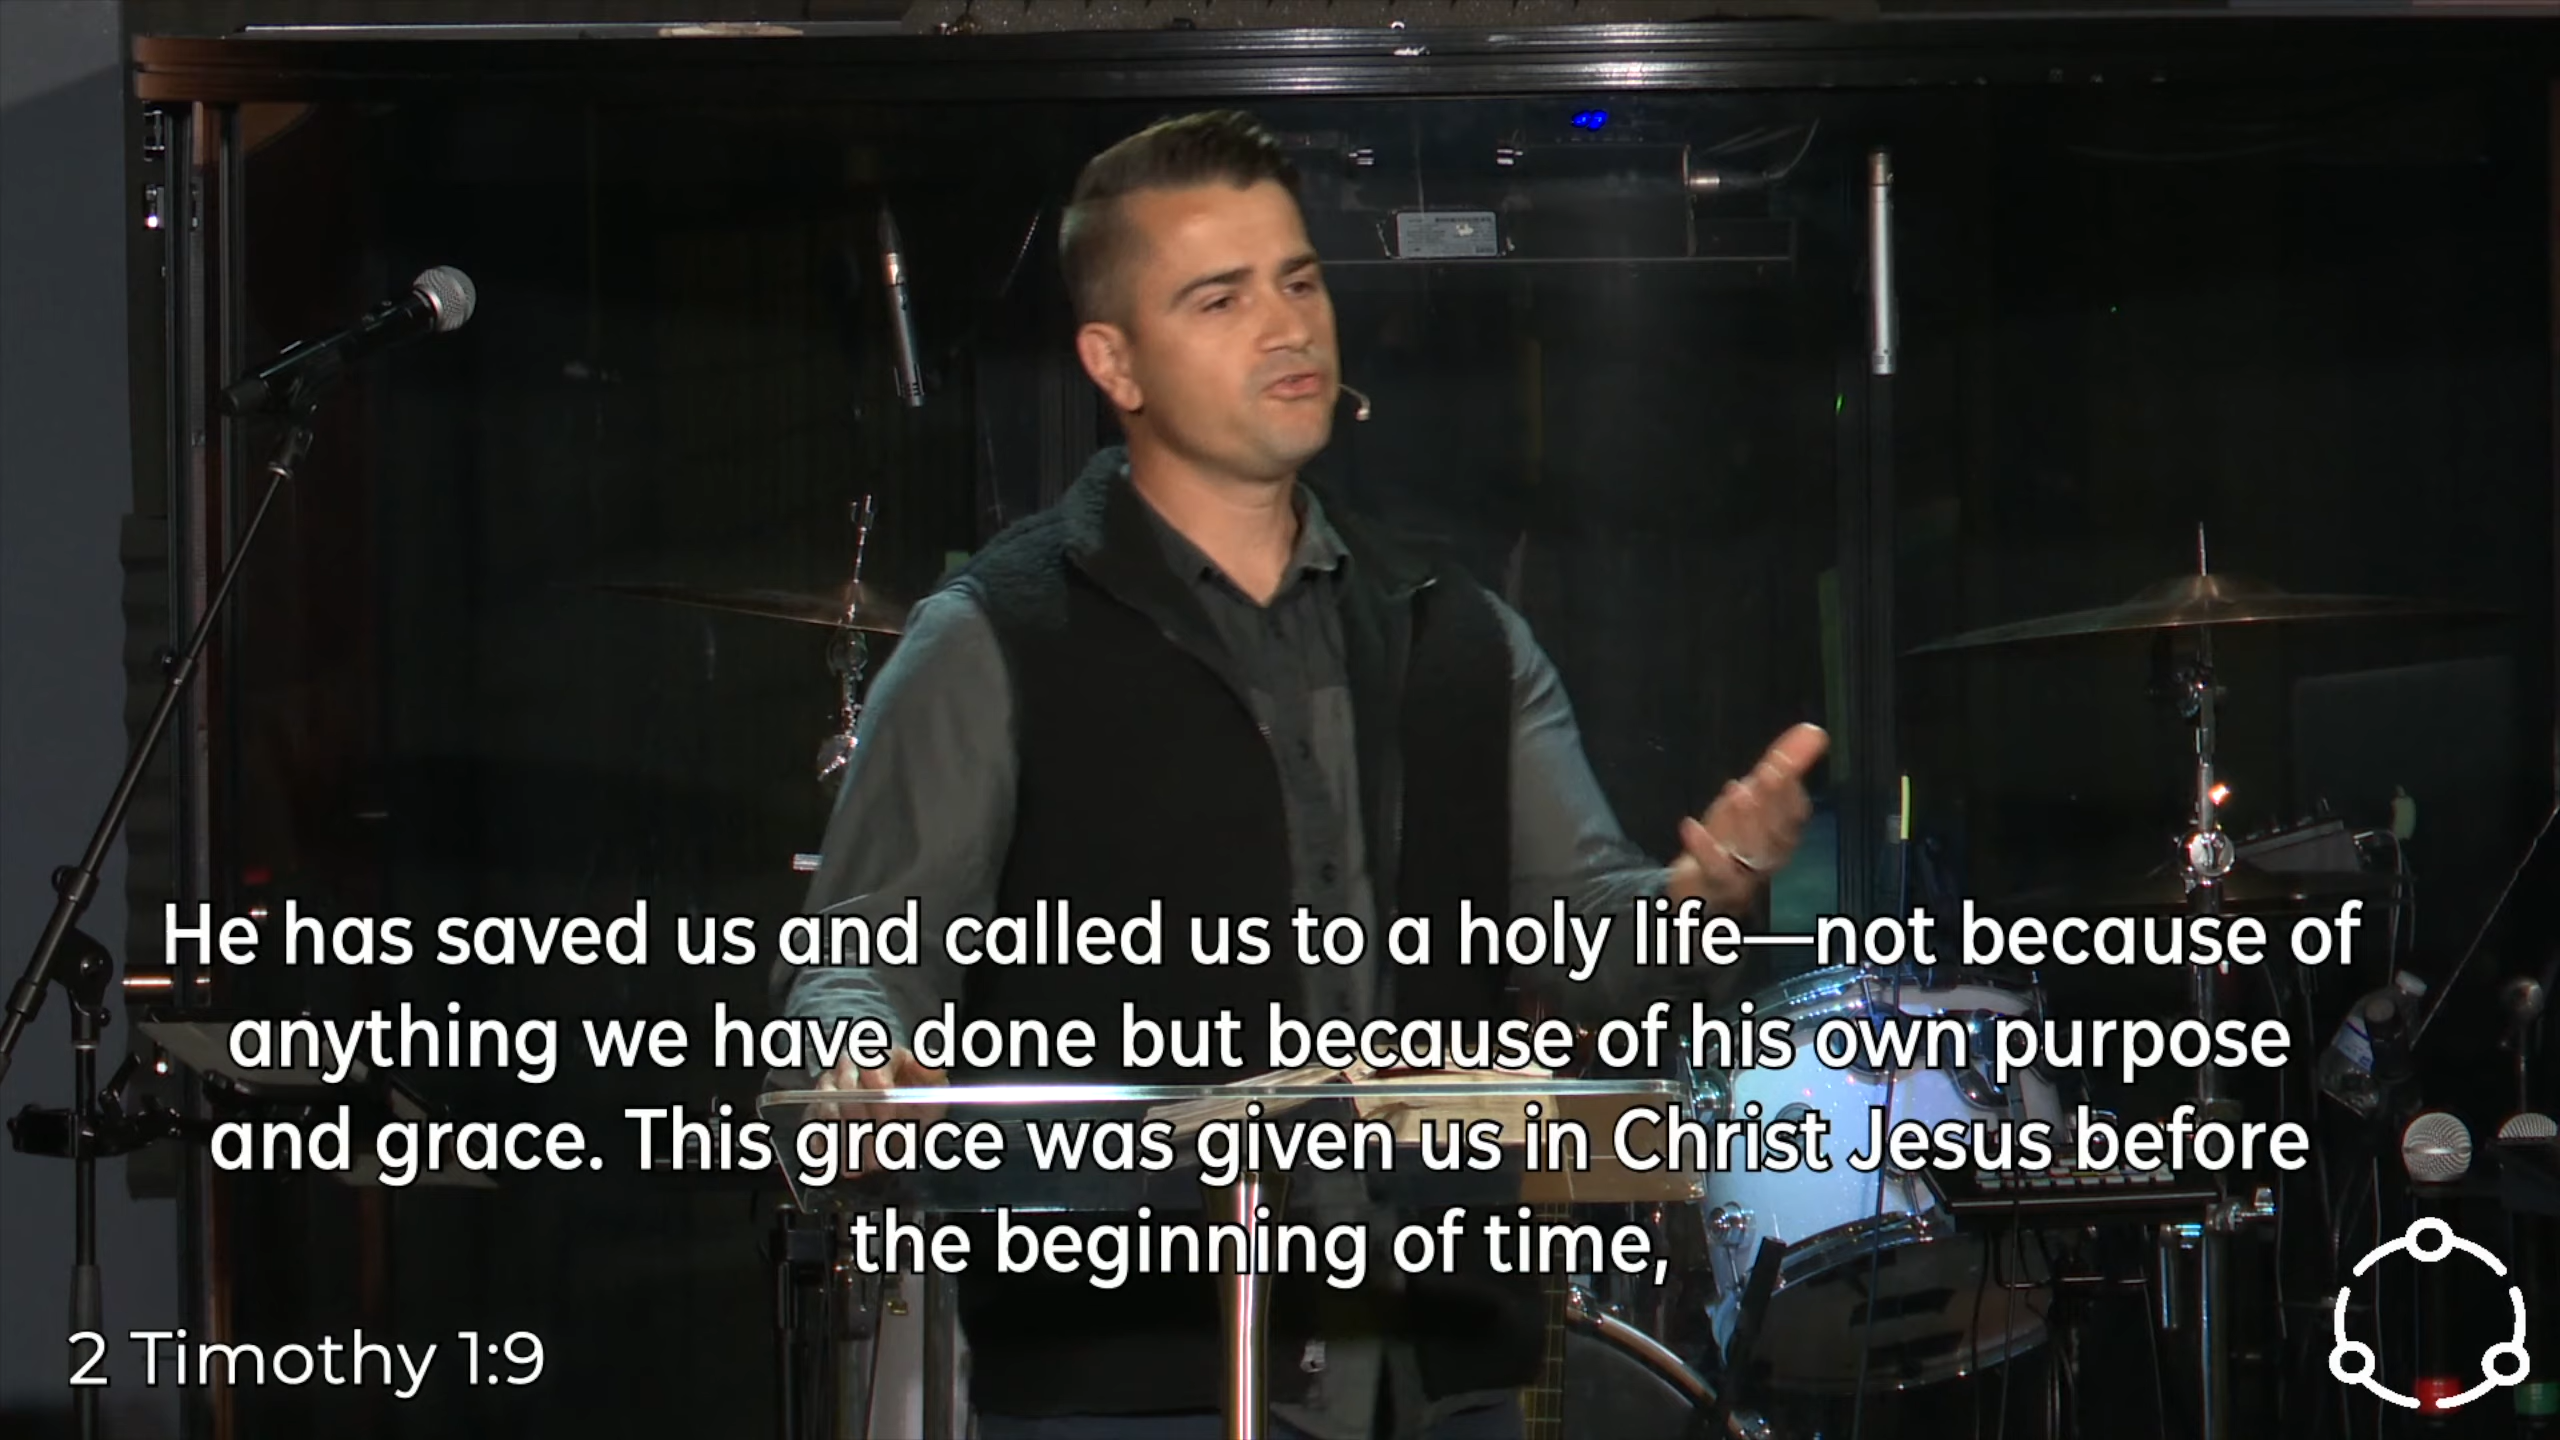 He has saved us and called us to a holy life—not because of
anything we have done but because of his own purpose
and grace. This grace was given us in Christ Jesus before
the beginning of time,
2 Timothy 1:9